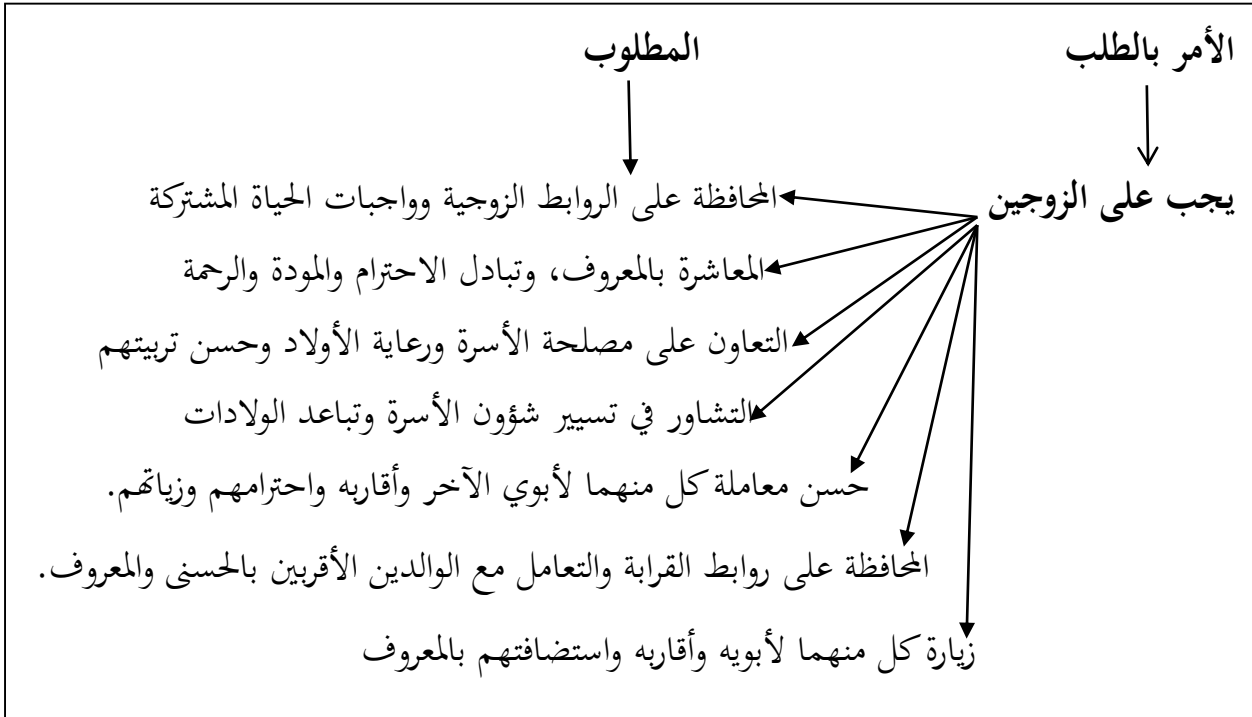 الأمر بالطلب المطلوب
يجب على الزوجين المحافظة على الروابط الزوجية وواجبات الحياة المشتركة
المعاشرة بالمعروف، وتبادل الاحترام والمودة والرحمة
التعاون على مصلحة الأسرة ورعاية الأولاد وحسن تربيتهم
التشاور في تسيير شؤون الأسرة وتباعد الولادات
حسن معاملة كل منهما لأبوي الآخر وأقاربه واحترامهم وزياتهم.
المحافظة على روابط القرابة والتعامل مع الوالدين الأقربين بالحسنى والمعروف.
زيارة كل منهما لأبويه وأقاربه واستضافتهم بالمعروف